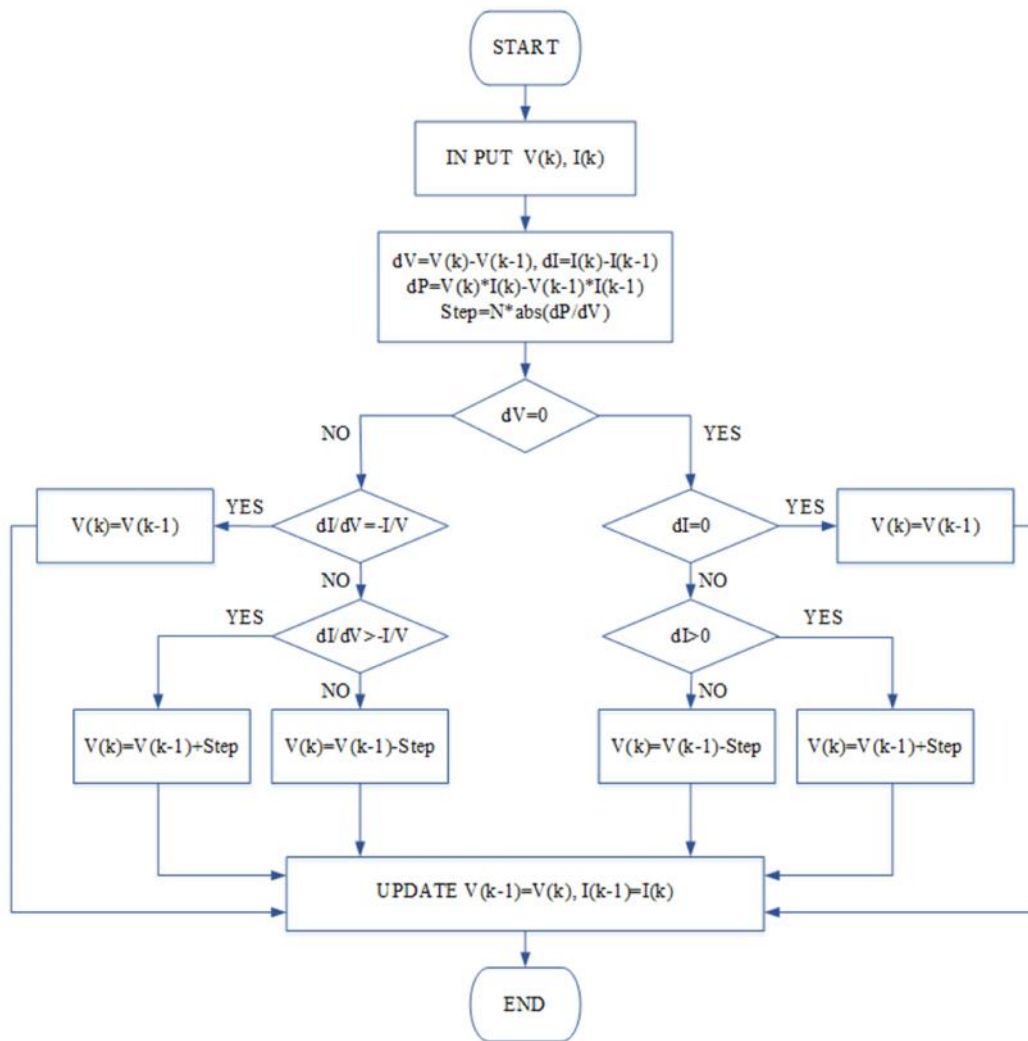 START
IN PUT V(k), I(k)
dV=V(k)-V(k-1), dI=I(k)-I(k-1)
dP=V(k)*I(k)-V(k-1)*I(k-1)
Step=N*abs(dP/dV)
dV=0
NO
YES
V(k)=V(k-1)
YES
dI/dV=-I/V
dI=0
YES
V(k)=V(k-1)
NO
NO
YES
dI/dV>-I/V
dI>0
YES
NO
NO
V(k)=V(k-1)+Step
V(k)=V(k-1)-Step
V(k)=V(k-1)-Step
V(k)=V(k-1)+Step
UPDATE V(k-1)=V(k), I(k-1)=I(k)
END